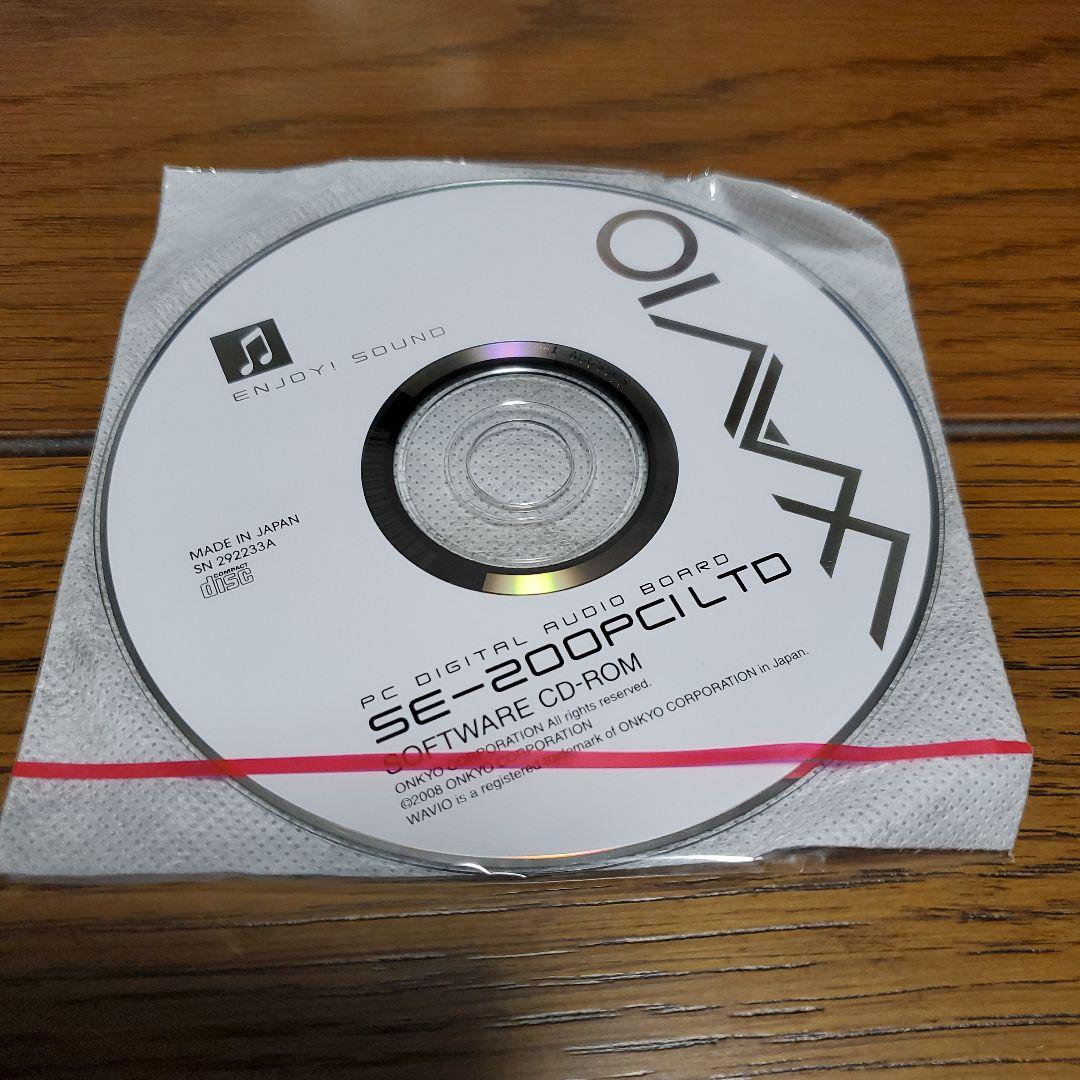 WAVIO
ENJOY! SOUND
MADE IN JAPAN
SN 292233A
COMPACT
disc
PC DIGITAL AUDIO BOARD
SE-200PCI LTD
SOFTWARE CD-ROM
ONKYO CORPORATION All rights reserved.
©2008 ONKYO CORPORATION
WAVIO is a registered trademark of ONKYO CORPORATION in Japan.